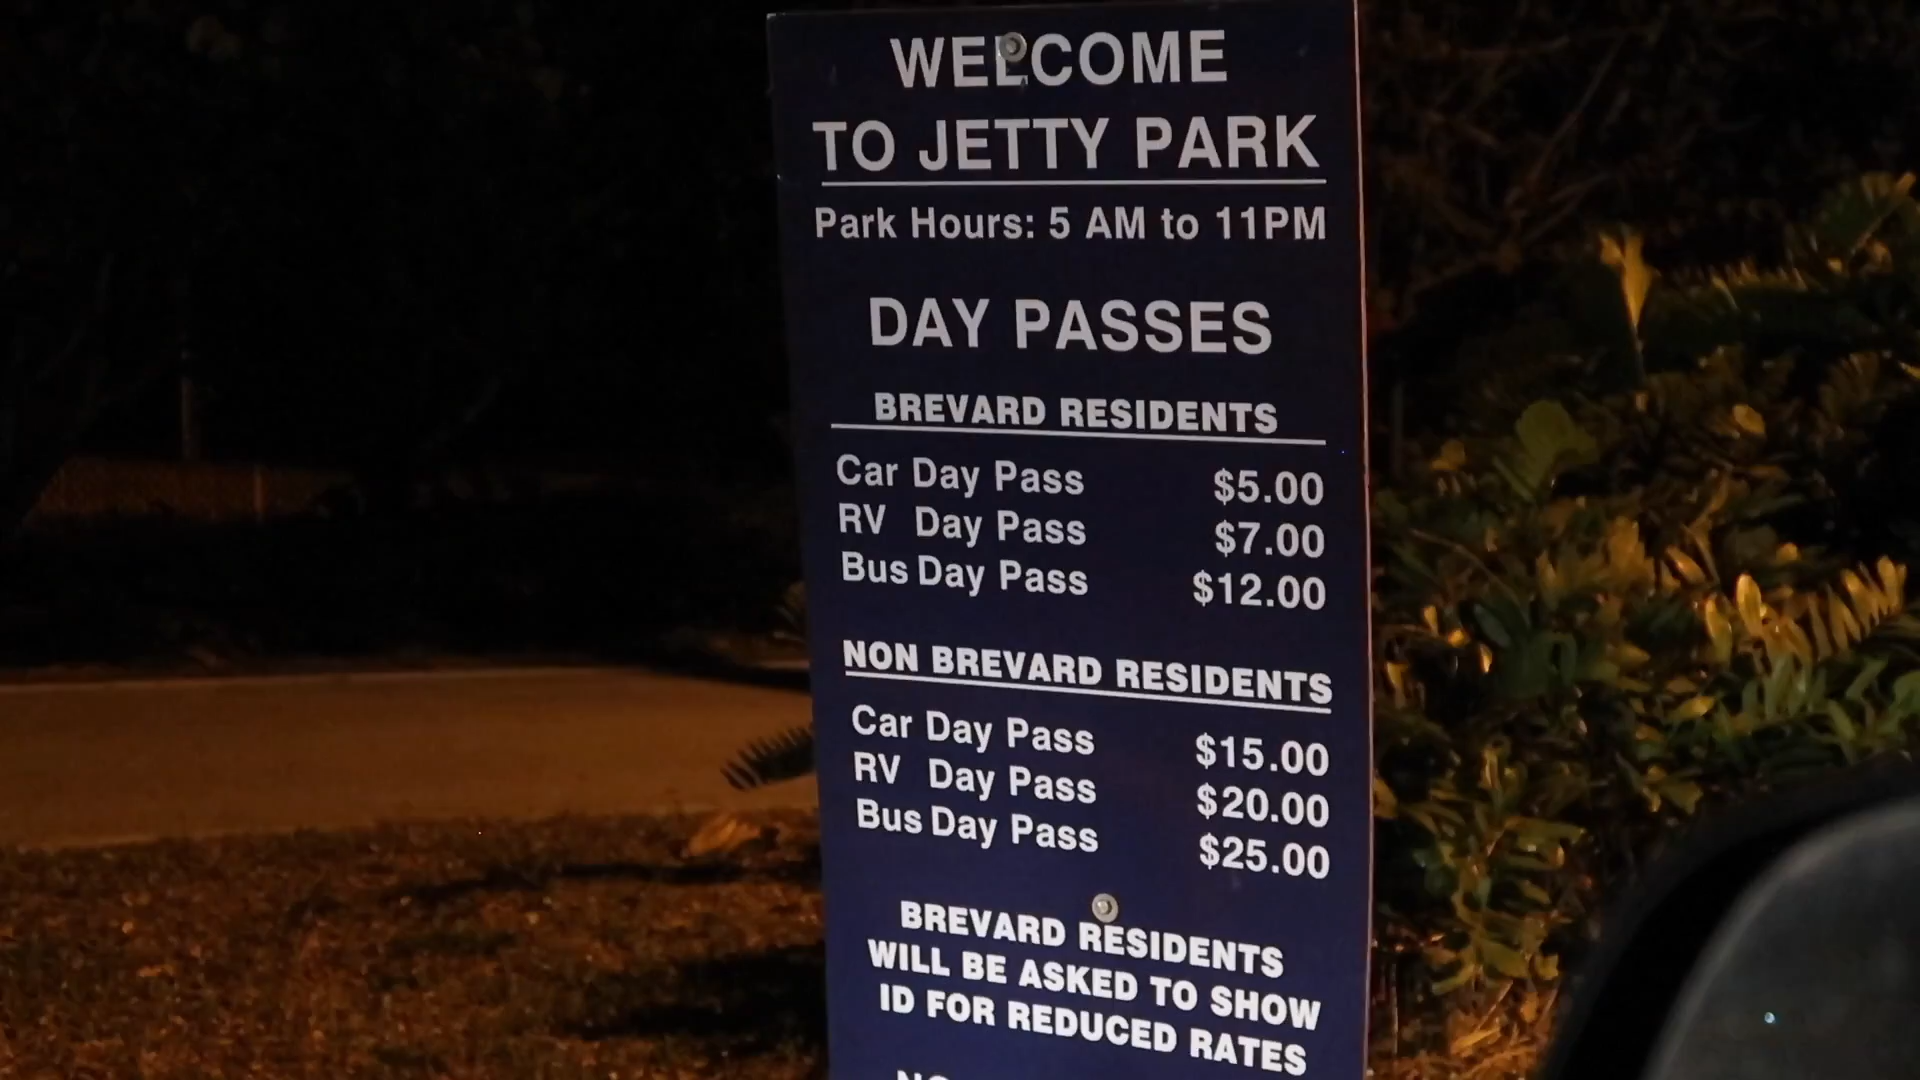 WELCOME
TO JETTY PARK
Park Hours: 5 AM to 11PM
DAY PASSES
BREVARD RESIDENTS
Car Day Pass $5.00
RV Day Pass $7.00
Bus Day Pass $12.00
NON BREVARD RESIDENTS
Car Day Pass $15.00
RV Day Pass $20.00
Bus Day Pass $25.00
BREVARD RESIDENTS
WILL BE ASKED TO SHOW
ID FOR REDUCED RATES